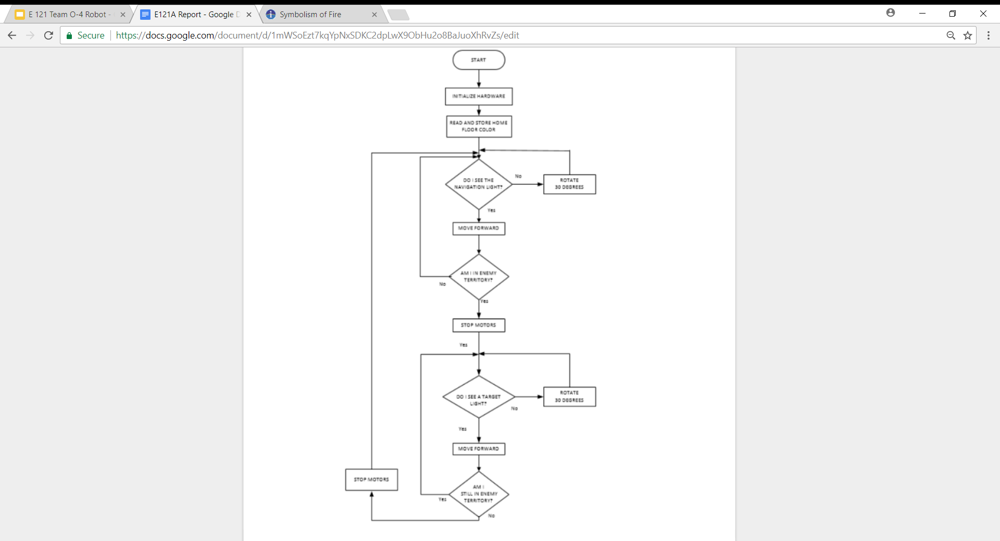 E 121 Team O-4 Robot -
E121A Report - Google D
Symbolism of Fire
Secure
https://docs.google.com/document/d/1mWSoEzt7kqYpNxSDKC2dpLwX9ObHu2o8BaJuoXhRvZs/edit
START
INITIALIZE HARDWARE
READ AND STORE HOME
FLOOR COLOR
DO I SEE THE
NAVIGATION LIGHT?
No
ROTATE
30 DEGREES
Yes
MOVE FORWARD
AM I IN ENEMY
TERRITORY?
No
Yes
STOP MOTORS
Yes
DO I SEE A TARGET
LIGHT?
No
ROTATE
30 DEGREES
Yes
MOVE FORWARD
STOP MOTORS
AM I
STILL IN ENEMY
TERRITORY?
Yes
No